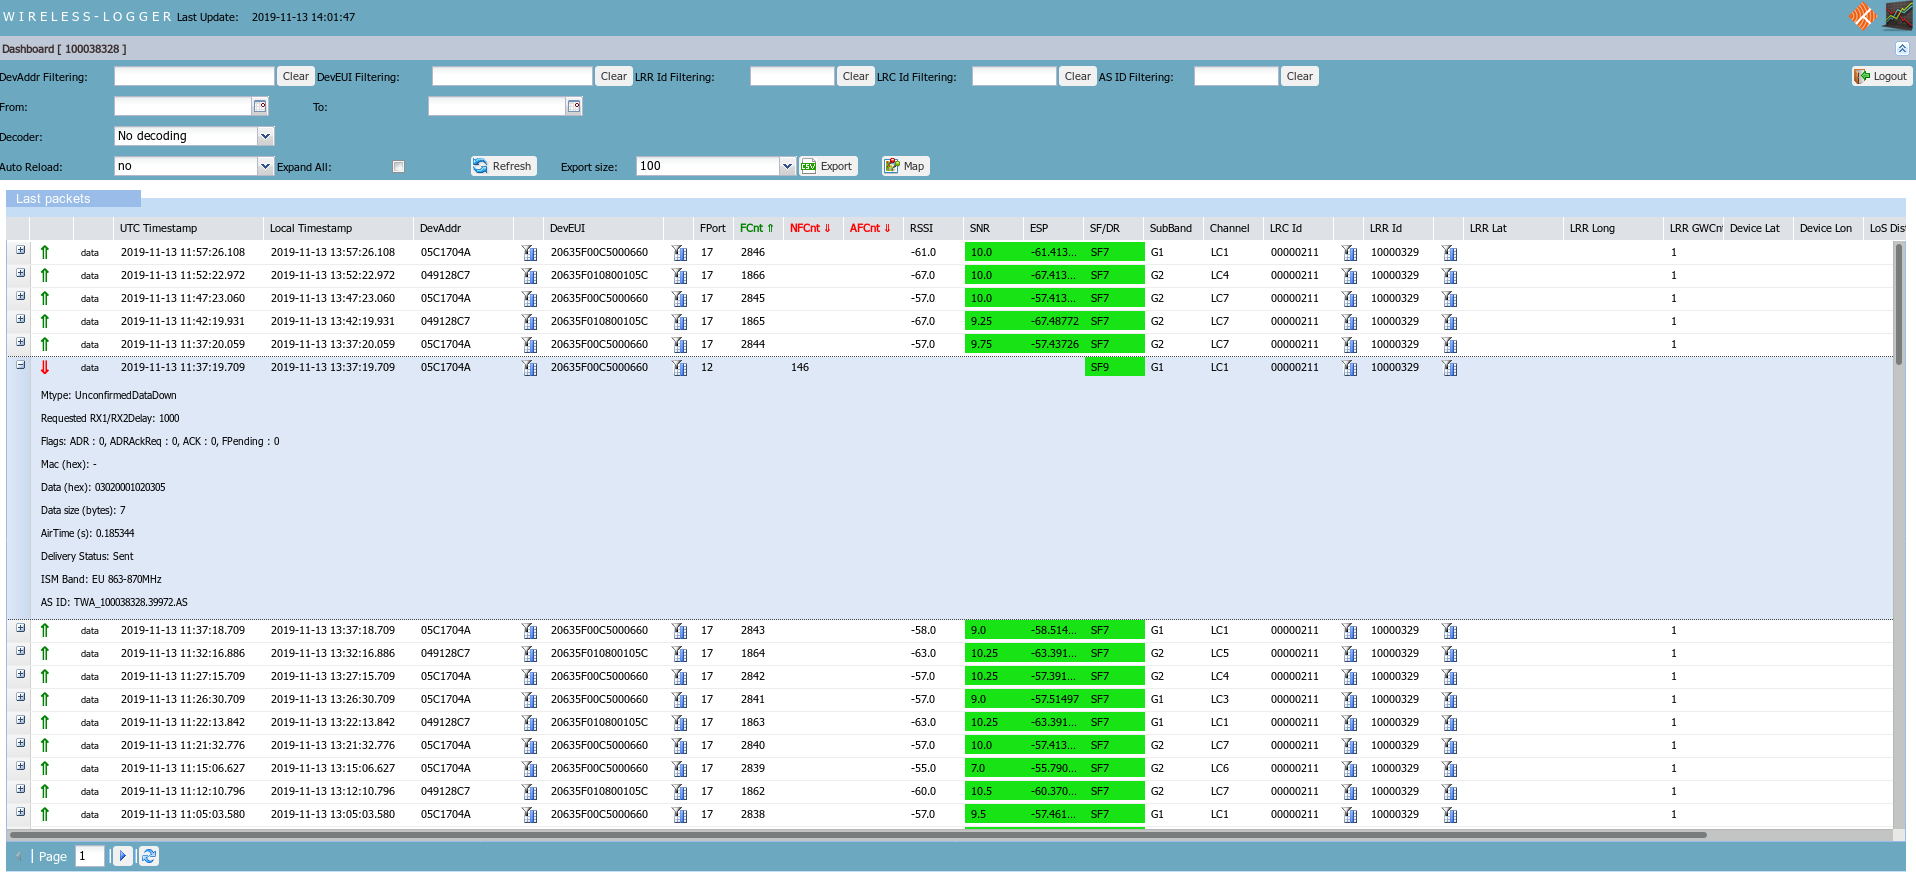 WIRELESS-LOGGER Last Update: 2019-11-13 14:01:47
Dashboard [ 100038328 ]
DevAddr Filtering: Clear DevEUI Filtering: Clear LRR Id Filtering: Clear LRC Id Filtering: Clear AS ID Filtering: Clear Logout
From: To:
Decoder: No decoding
Auto Reload: no Expand All: Refresh Export size: 100 Export Map
Last packets
UTC Timestamp Local Timestamp DevAddr DevEUI FPort FCnt ⇑ NFCnt ⇓ AFCnt ⇓ RSSI SNR ESP SF/DR SubBand Channel LRC Id LRR Id LRR Lat LRR Long LRR GWCnt Device Lat Device Lon LoS Dis
data 2019-11-13 11:57:26.108 2019-11-13 13:57:26.108 05C1704A 20635F00C5000660 17 2846 -61.0 10.0 -61.413... SF7 G1 LC1 00000211 10000329 1
data 2019-11-13 11:52:22.972 2019-11-13 13:52:22.972 049128C7 20635F010800105C 17 1866 -67.0 10.0 -67.413... SF7 G2 LC4 00000211 10000329 1
data 2019-11-13 11:47:23.060 2019-11-13 13:47:23.060 05C1704A 20635F00C5000660 17 2845 -57.0 10.0 -57.413... SF7 G2 LC7 00000211 10000329 1
data 2019-11-13 11:42:19.931 2019-11-13 13:42:19.931 049128C7 20635F010800105C 17 1865 -67.0 9.25 -67.48772 SF7 G2 LC7 00000211 10000329 1
data 2019-11-13 11:37:20.059 2019-11-13 13:37:20.059 05C1704A 20635F00C5000660 17 2844 -57.0 9.75 -57.43726 SF7 G2 LC7 00000211 10000329 1
data 2019-11-13 11:37:19.709 2019-11-13 13:37:19.709 05C1704A 20635F00C5000660 12 146 SF9 G1 LC1 00000211 10000329
Mtype: UnconfirmedDataDown
Requested RX1/RX2Delay: 1000
Flags: ADR : 0, ADRAckReq : 0, ACK : 0, FPending : 0
Mac (hex): -
Data (hex): 03020001020305
Data size (bytes): 7
AirTime (s): 0.185344
Delivery Status: Sent
ISM Band: EU 863-870MHz
AS ID: TWA_100038328.39972.AS
data 2019-11-13 11:37:18.709 2019-11-13 13:37:18.709 05C1704A 20635F00C5000660 17 2843 -58.0 9.0 -58.514... SF7 G1 LC1 00000211 10000329 1
data 2019-11-13 11:32:16.886 2019-11-13 13:32:16.886 049128C7 20635F010800105C 17 1864 -63.0 10.25 -63.391... SF7 G2 LC5 00000211 10000329 1
data 2019-11-13 11:27:15.709 2019-11-13 13:27:15.709 05C1704A 20635F00C5000660 17 2842 -57.0 10.25 -57.391... SF7 G2 LC4 00000211 10000329 1
data 2019-11-13 11:26:30.709 2019-11-13 13:26:30.709 05C1704A 20635F00C5000660 17 2841 -57.0 9.0 -57.51497 SF7 G1 LC3 00000211 10000329 1
data 2019-11-13 11:22:13.842 2019-11-13 13:22:13.842 049128C7 20635F010800105C 17 1863 -63.0 10.25 -63.391... SF7 G1 LC1 00000211 10000329 1
data 2019-11-13 11:21:32.776 2019-11-13 13:21:32.776 05C1704A 20635F00C5000660 17 2840 -57.0 10.0 -57.413... SF7 G2 LC7 00000211 10000329 1
data 2019-11-13 11:15:06.627 2019-11-13 13:15:06.627 05C1704A 20635F00C5000660 17 2839 -55.0 7.0 -55.790... SF7 G2 LC6 00000211 10000329 1
data 2019-11-13 11:12:10.796 2019-11-13 13:12:10.796 049128C7 20635F010800105C 17 1862 -60.0 10.5 -60.370... SF7 G2 LC7 00000211 10000329 1
data 2019-11-13 11:05:03.580 2019-11-13 13:05:03.580 05C1704A 20635F00C5000660 17 2838 -57.0 9.5 -57.461... SF7 G1 LC1 00000211 10000329 1
Page 1